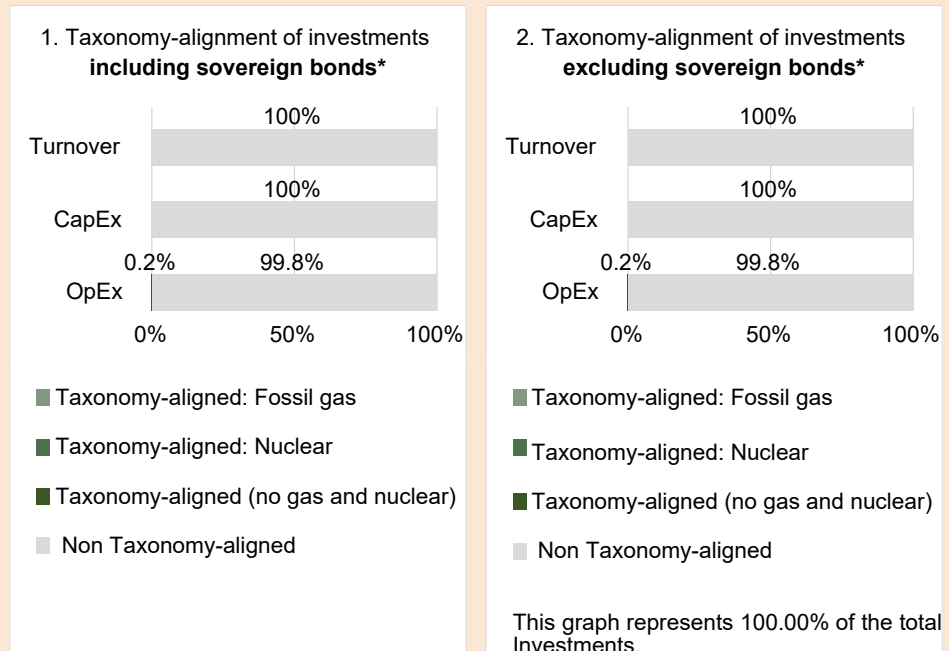 1. Taxonomy-alignment of investments
including sovereign bonds*
100%
Turnover
100%
CapEx
0.2% 99.8%
OpEx
0% 50% 100%
Taxonomy-aligned: Fossil gas
Taxonomy-aligned: Nuclear
Taxonomy-aligned (no gas and nuclear)
Non Taxonomy-aligned
2. Taxonomy-alignment of investments
excluding sovereign bonds*
100%
Turnover
100%
CapEx
0.2% 99.8%
OpEx
0% 50% 100%
Taxonomy-aligned: Fossil gas
Taxonomy-aligned: Nuclear
Taxonomy-aligned (no gas and nuclear)
Non Taxonomy-aligned
This graph represents 100.00% of the total
Investments.